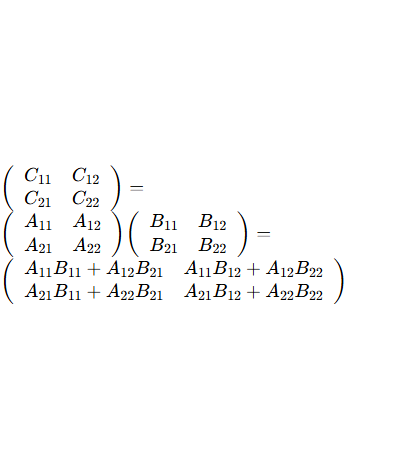 ( C₁₁ C₁₂
C₂₁ C₂₂ ) =
( A₁₁ A₁₂
A₂₁ A₂₂ ) ( B₁₁ B₁₂
B₂₁ B₂₂ ) =
( A₁₁B₁₁ + A₁₂B₂₁ A₁₁B₁₂ + A₁₂B₂₂
A₂₁B₁₁ + A₂₂B₂₁ A₂₁B₁₂ + A₂₂B₂₂ )